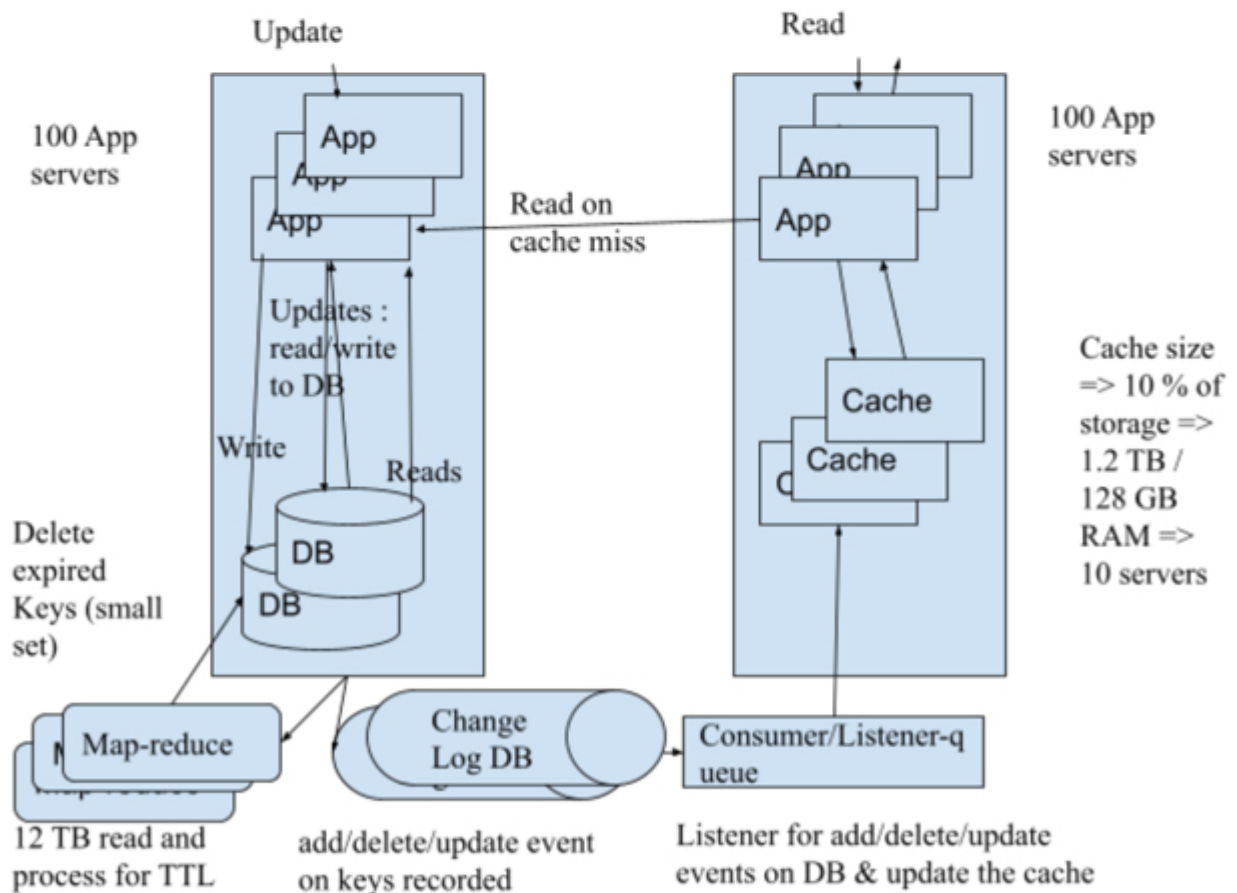 Update
Read
100 App
servers
100 App
servers
App
App
App
App
App
Read on
cache miss
Updates :
read/write
to DB
Write
Reads
DB
DB
Cache
Cache
C
Cache size
=> 10 % of
storage =>
1.2 TB /
128 GB
RAM =>
10 servers
Delete
expired
Keys (small
set)
Map-reduce
M
Change
Log DB
Consumer/Listener-q
ueue
12 TB read and
process for TTL
add/delete/update event
on keys recorded
Listener for add/delete/update
events on DB & update the cache